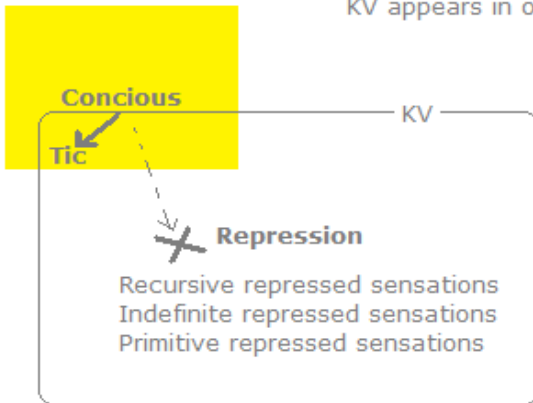 KV appears in o
Concious
KV
Tic
Repression
Recursive repressed sensations
Indefinite repressed sensations
Primitive repressed sensations